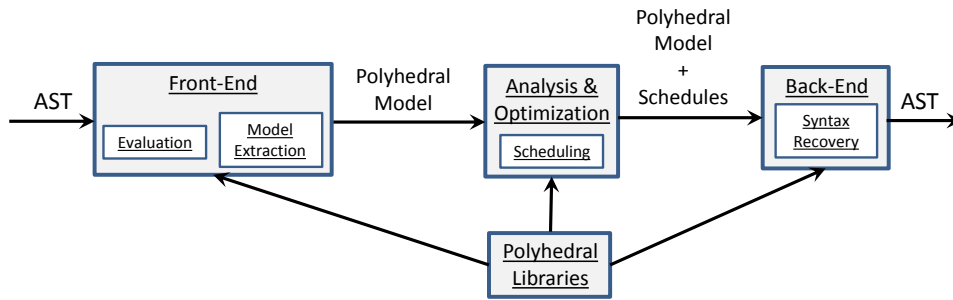 AST
Front-End
Evaluation
Model
Extraction
Polyhedral
Model
Analysis &
Optimization
Scheduling
Polyhedral
Model
+
Schedules
Back-End
Syntax
Recovery
AST
Polyhedral
Libraries